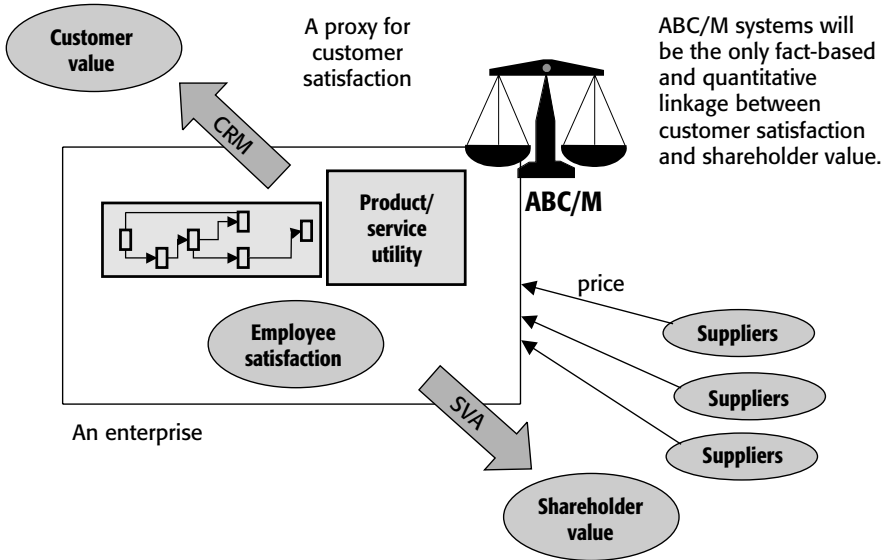 Customer
value
A proxy for
customer
satisfaction
ABC/M systems will
be the only fact-based
and quantitative
linkage between
customer satisfaction
and shareholder value.
CRM
ABC/M
Product/
service
utility
price
Suppliers
Employee
satisfaction
Suppliers
SVA
An enterprise
Suppliers
Shareholder
value